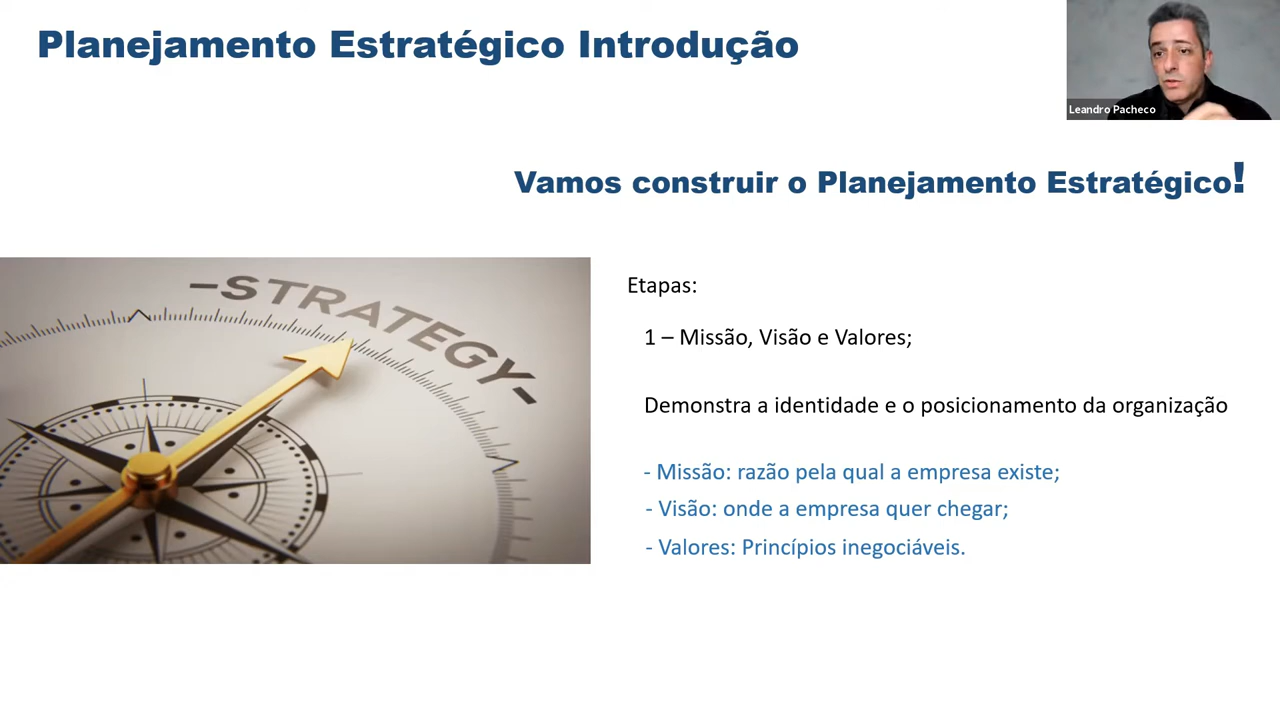 Planejamento Estratégico Introdução
Leandro Pacheco
Vamos construir o Planejamento Estratégico!
-STRATEGY-
Etapas:
1 – Missão, Visão e Valores;
Demonstra a identidade e o posicionamento da organização
- Missão: razão pela qual a empresa existe;
- Visão: onde a empresa quer chegar;
- Valores: Princípios inegociáveis.